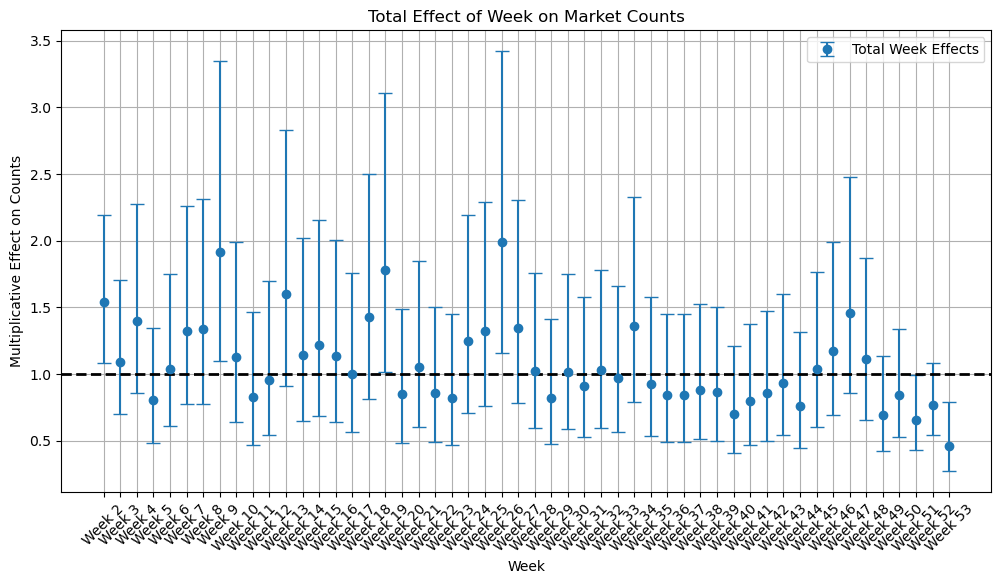 Total Effect of Week on Market Counts
Total Week Effects
Multiplicative Effect on Counts
3.5
3.0
2.5
2.0
1.5
1.0
0.5
Week 2
Week 3
Week 4
Week 5
Week 6
Week 7
Week 8
Week 9
Week 10
Week 11
Week 12
Week 13
Week 14
Week 15
Week 16
Week 17
Week 18
Week 19
Week 20
Week 21
Week 22
Week 23
Week 24
Week 25
Week 26
Week 27
Week 28
Week 29
Week 30
Week 31
Week 32
Week 33
Week 34
Week 35
Week 36
Week 37
Week 38
Week 39
Week 40
Week 41
Week 42
Week 43
Week 44
Week 45
Week 46
Week 47
Week 48
Week 49
Week 50
Week 51
Week 52
Week 53
Week